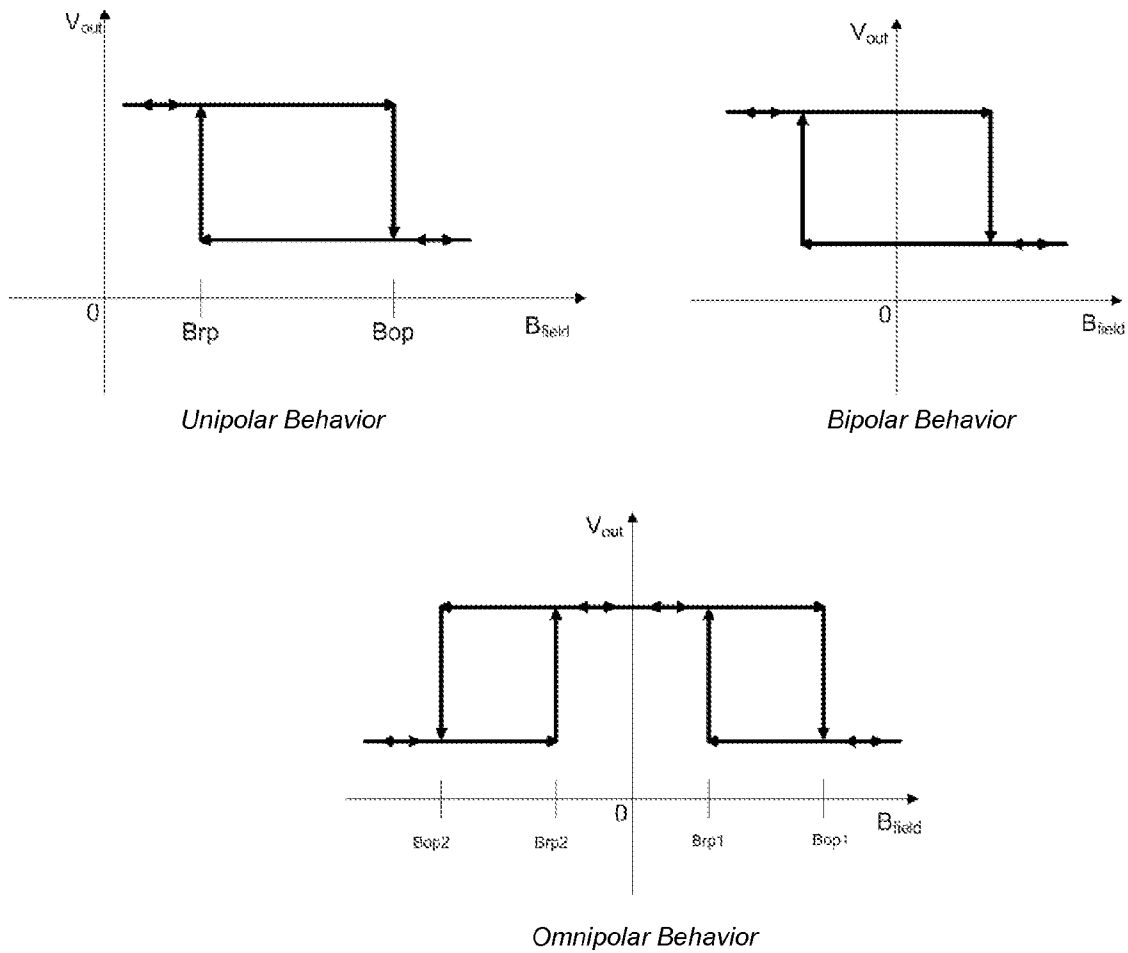 Vout
0
Brp
Bop
Bfield
Unipolar Behavior
Vout
0
Bfield
Bipolar Behavior
Vout
0
Bop2
Brp2
Brp1
Bop1
Bfield
Omnipolar Behavior